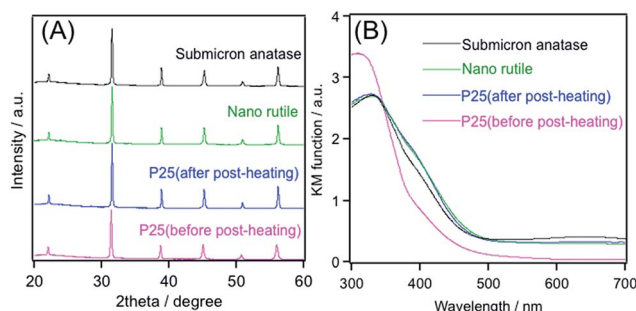 (A)
Submicron anatase
Nano rutile
P25(after post-heating)
P25(before post-heating)
Intensity / a.u.
20 30 40 50 60
2theta / degree
(B)
Submicron anatase
Nano rutile
P25(after post-heating)
P25(before post-heating)
KM function / a.u.
4
3
2
1
0
300 400 500 600 700
Wavelength / nm